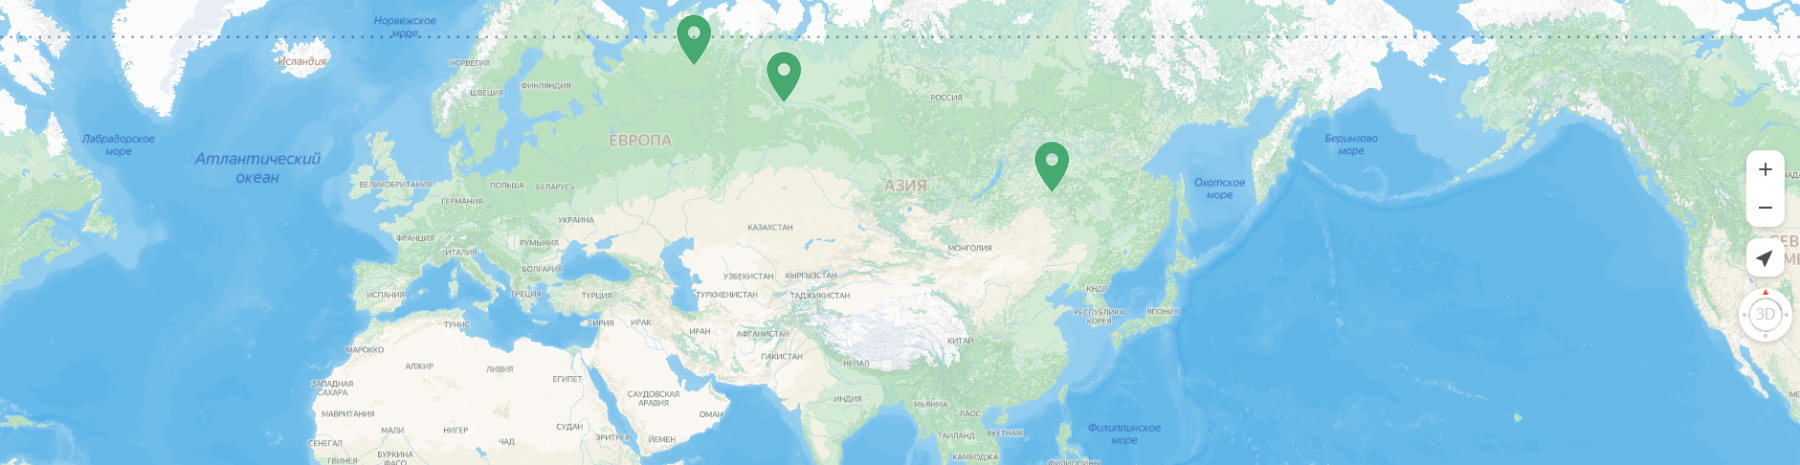 Норвежское
море
Исландия
НОРВЕГИЯ
ШВЕЦИЯ
ФИНЛЯНДИЯ
РОССИЯ
Лабрадорское
море
ЕВРОПА
Берингово
море
Атлантический
океан
ВЕЛИКОБРИТАНИЯ
ПОЛЬША
БЕЛАРУСЬ
АЗИЯ
Охотское
море
ГЕРМАНИЯ
УКРАИНА
КАЗАХСТАН
ФРАНЦИЯ
РУМЫНИЯ
МОНГОЛИЯ
ИТАЛИЯ
БОЛГАРИЯ
УЗБЕКИСТАН
КЫРГЫЗСТАН
ИСПАНИЯ
ГРЕЦИЯ
ТУРЦИЯ
ТУРКМЕНИСТАН
ТАДЖИКИСТАН
КНДР
РЕСПУБЛИКА
КОРЕЯ
ЯПОНИЯ
ТУНИС
СИРИЯ
ИРАК
ИРАН
АФГАНИСТАН
КИТАЙ
МАРОККО
ПАКИСТАН
НЕПАЛ
АЛЖИР
ЛИВИЯ
ЕГИПЕТ
ЗАПАДНАЯ
САХАРА
САУДОВСКАЯ
АРАВИЯ
ИНДИЯ
МЬЯНМА
ЛАОС
МАВРИТАНИЯ
ОМАН
МАЛИ
НИГЕР
ЧАД
СУДАН
ЭРИТРЕЯ
ЙЕМЕН
ТАИЛАНД
ВЬЕТНАМ
Филиппинское
море
СЕНЕГАЛ
БУРКИНА
ФАСО
ГВИНЕЯ
КАМБОДЖА
ФИЛИППИНЫ
+
−
3D